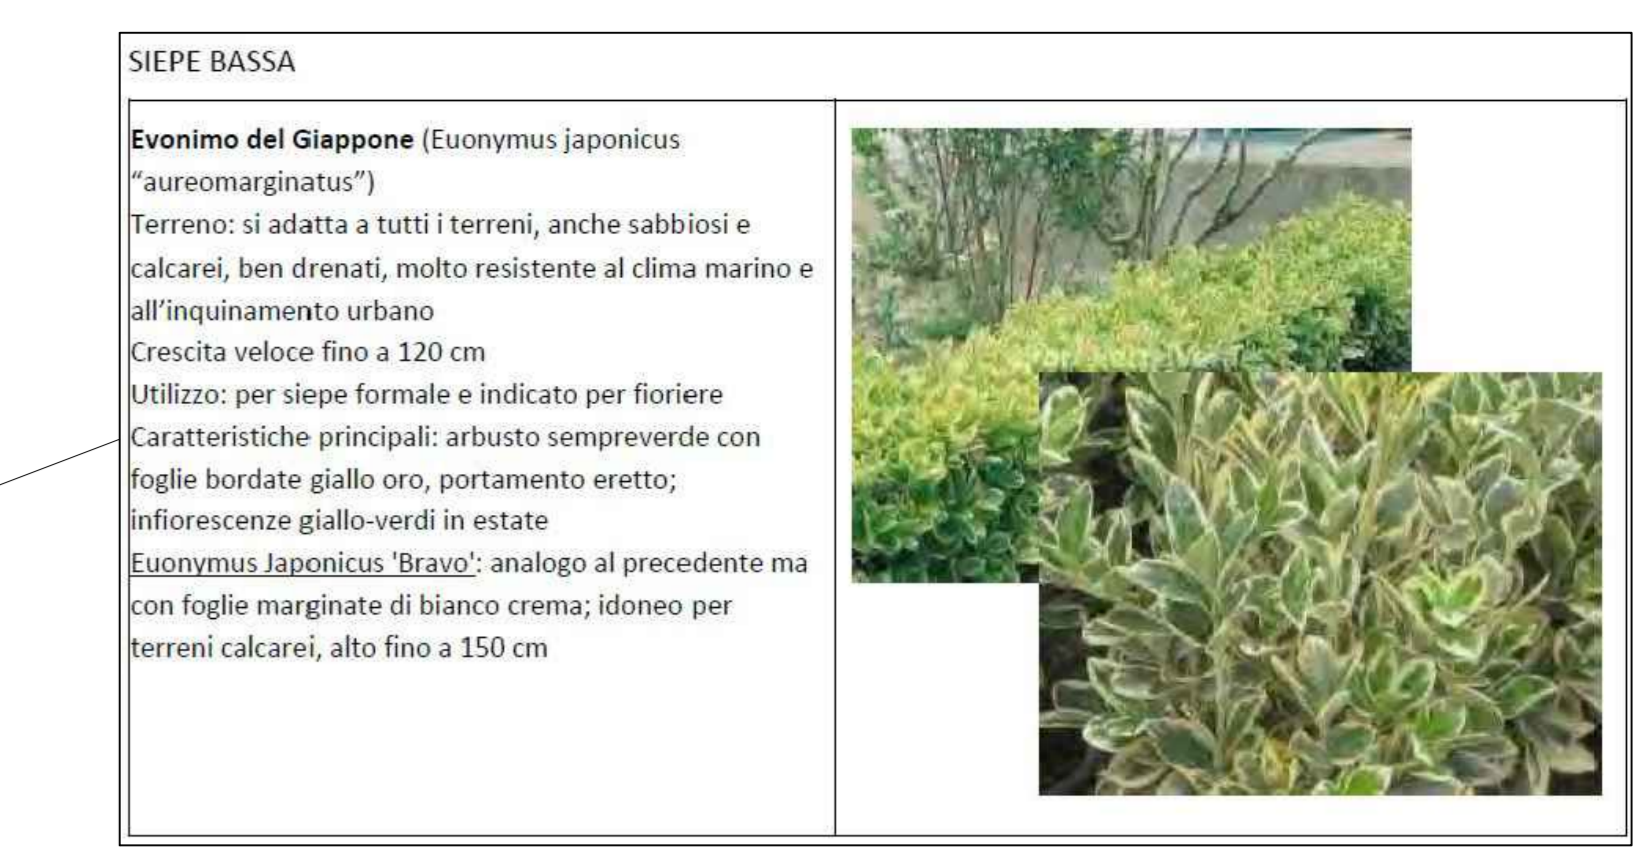 SIEPE BASSA
Evonimo del Giappone (Euonymus japonicus
“aureomarginatus”)
Terreno: si adatta a tutti i terreni, anche sabbiosi e
calcarei, ben drenati, molto resistente al clima marino e
all’inquinamento urbano
Crescita veloce fino a 120 cm
Utilizzo: per siepe formale e indicato per fioriere
Caratteristiche principali: arbusto sempreverde con
foglie bordate giallo oro, portamento eretto;
infiorescenze giallo-verdi in estate
Euonymus Japonicus 'Bravo': analogo al precedente ma
con foglie marginate di bianco crema; idoneo per
terreni calcarei, alto fino a 150 cm